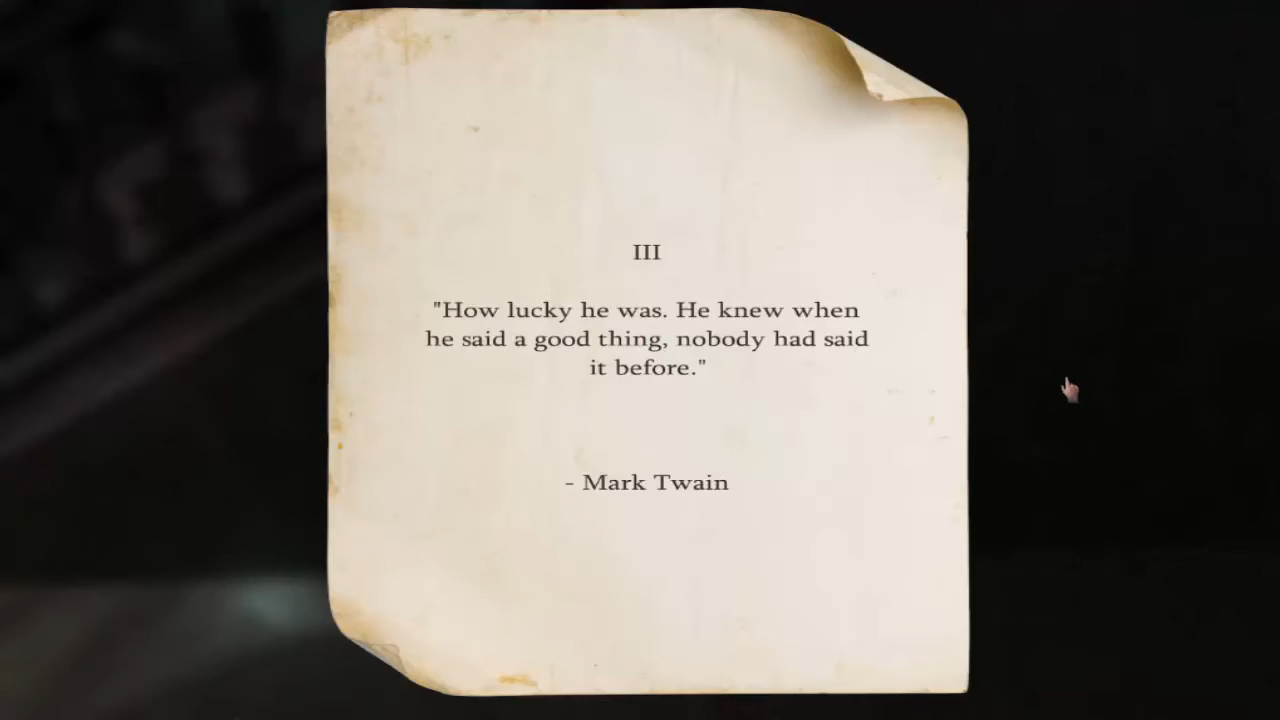 III
"How lucky he was. He knew when
he said a good thing, nobody had said
it before."
- Mark Twain